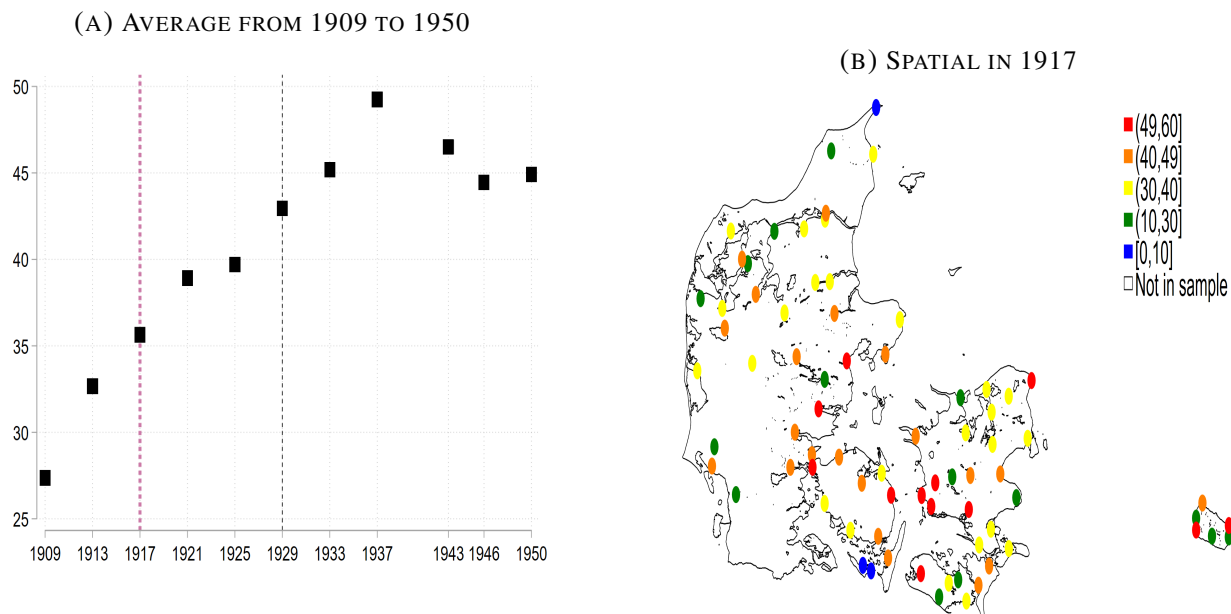 (A) AVERAGE FROM 1909 TO 1950
50
45
40
35
30
25
1909 1913 1917 1921 1925 1929 1933 1937 1943 1946 1950
(B) SPATIAL IN 1917
(49,60]
(40,49]
(30,40]
(10,30]
[0,10]
Not in sample